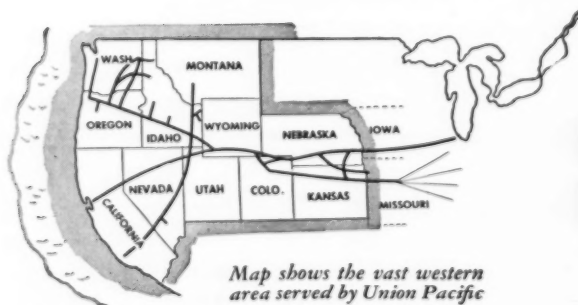 WASH.
MONTANA
OREGON
IDAHO
WYOMING
NEBRASKA
IOWA
NEVADA
UTAH
COLO.
KANSAS
MISSOURI
CALIFORNIA
Map shows the vast western
area served by Union Pacific